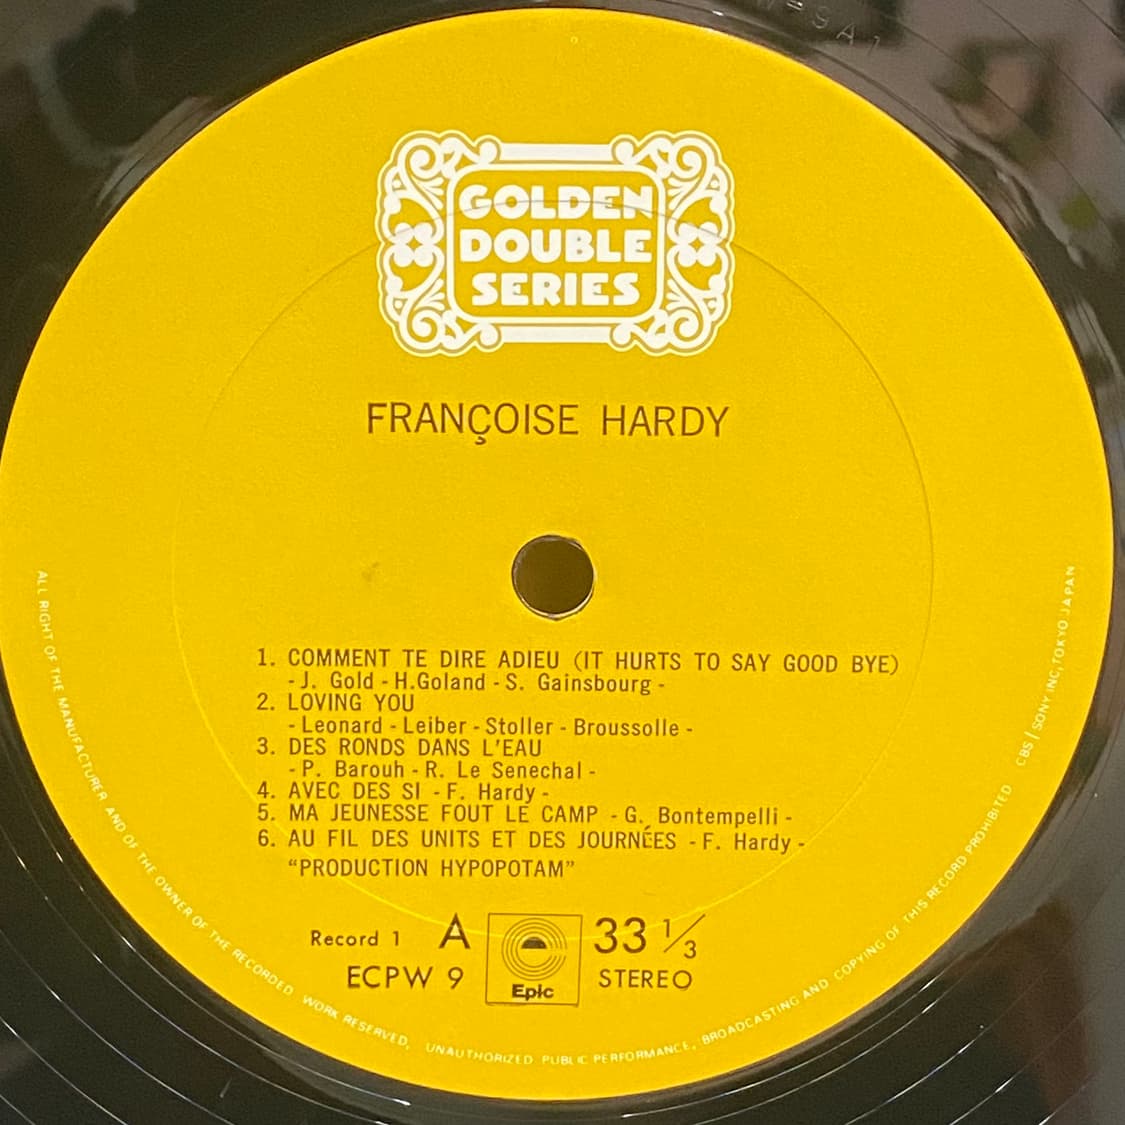 W-9A1
GOLDEN
DOUBLE
SERIES
FRANÇOISE HARDY
1. COMMENT TE DIRE ADIEU (IT HURTS TO SAY GOOD BYE)
- J. Gold - H.Goland - S. Gainsbourg -
2. LOVING YOU
- Leonard - Leiber - Stoller - Broussolle -
3. DES RONDS DANS L'EAU
- P. Barouh - R. Le Senechal -
4. AVEC DES SI - F. Hardy -
5. MA JEUNESSE FOUT LE CAMP - G. Bontempelli -
6. AU FIL DES UNITS ET DES JOURNÉES - F. Hardy -
“PRODUCTION HYPOPOTAM”
Record 1 A
ECPW 9
Epic
33 1/3
STEREO
ALL RIGHT OF THE MANUFACTURER AND OF THE OWNER OF THE RECORDED WORK RESERVED, UNAUTHORIZED PUBLIC PERFORMANCE, BROADCASTING AND COPYING OF THIS RECORD PROHIBITED CBS/SONY INC, TOKYO JAPAN